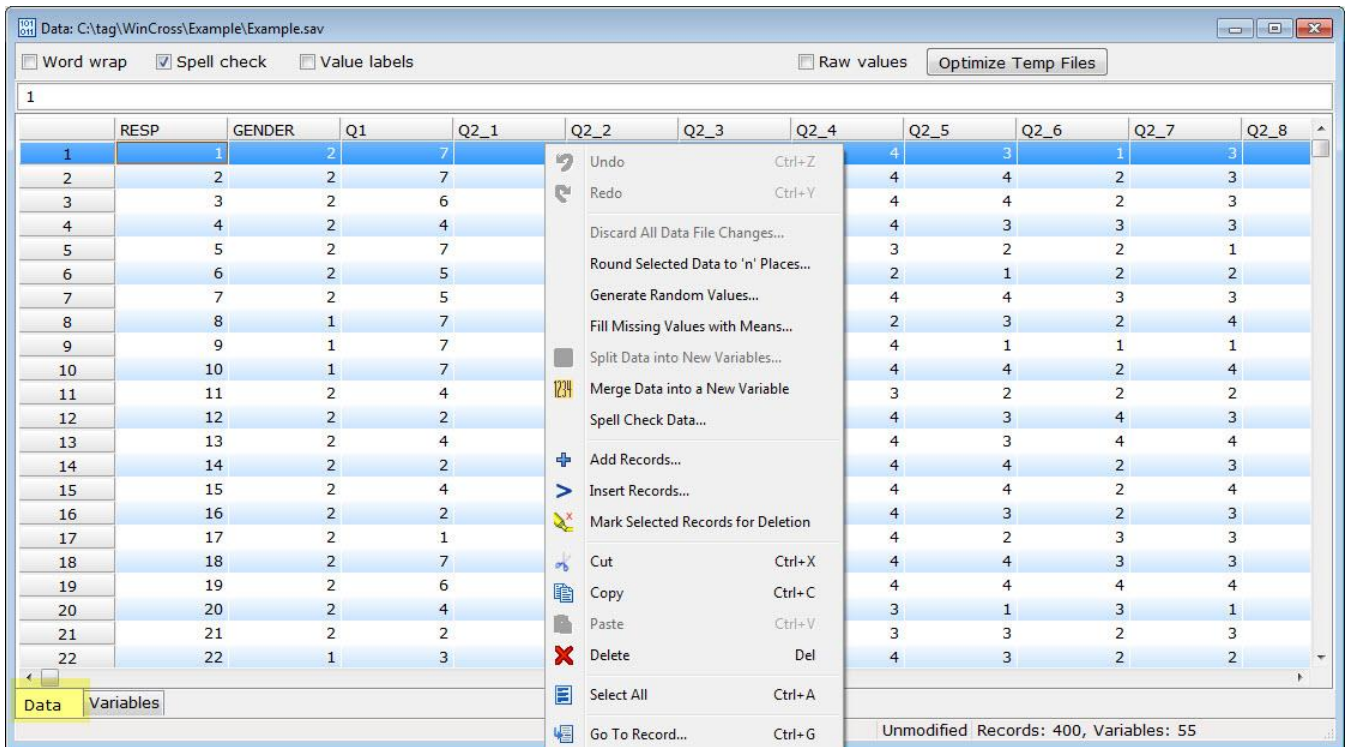 101
011
Data: C:\tag\WinCross\Example\Example.sav
Word wrap Spell check Value labels Raw values Optimize Temp Files
1
RESP GENDER Q1 Q2_1 Q2_2 Q2_3 Q2_4 Q2_5 Q2_6 Q2_7 Q2_8
1 1 2 7 4 3 1 3
2 2 2 7 4 4 2 3
3 3 2 6 4 4 2 3
4 4 2 4 4 3 3 3
5 5 2 7 3 2 2 1
6 6 2 5 2 1 2 2
7 7 2 5 4 4 3 3
8 8 1 7 2 3 2 4
9 9 1 7 4 1 1 1
10 10 1 7 4 4 2 4
11 11 2 4 3 2 2 2
12 12 2 2 4 3 4 3
13 13 2 4 4 3 4 4
14 14 2 2 4 4 2 3
15 15 2 4 4 4 2 4
16 16 2 2 4 3 2 3
17 17 2 1 4 2 3 3
18 18 2 7 4 4 3 3
19 19 2 6 4 4 4 4
20 20 2 4 3 1 3 1
21 21 2 2 3 3 2 3
22 22 1 3 4 3 2 2
Undo Ctrl+Z
Redo Ctrl+Y
Discard All Data File Changes...
Round Selected Data to 'n' Places...
Generate Random Values...
Fill Missing Values with Means...
Split Data into New Variables...
1234 Merge Data into a New Variable
Spell Check Data...
Add Records...
Insert Records...
Mark Selected Records for Deletion
Cut Ctrl+X
Copy Ctrl+C
Paste Ctrl+V
Delete Del
Select All Ctrl+A
Go To Record... Ctrl+G
Data Variables
Unmodified Records: 400, Variables: 55